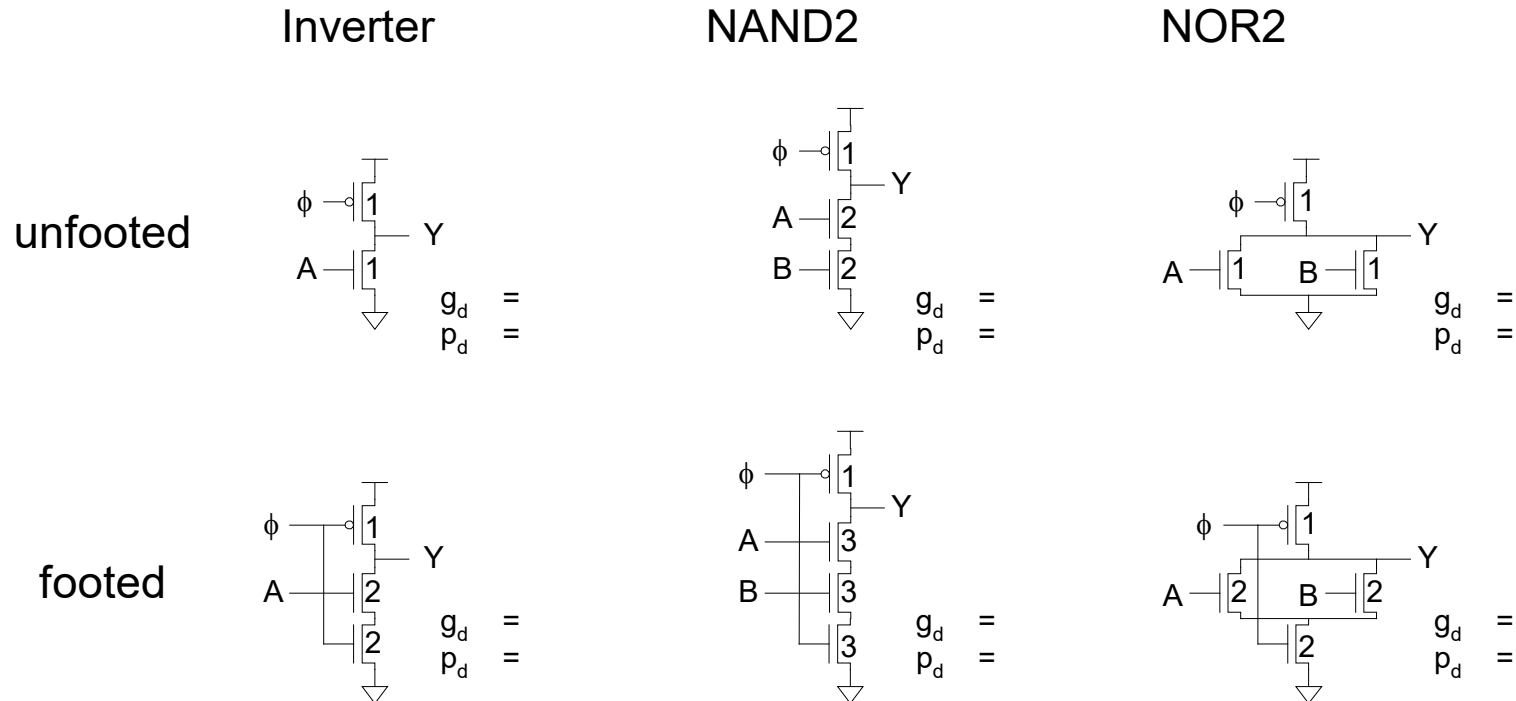 Inverter NAND2 NOR2
unfooted
ϕ 1
Y
A 1
g_d =
p_d =
ϕ 1
Y
A 2
B 2
g_d =
p_d =
ϕ 1
Y
A 1 B 1
g_d =
p_d =
footed
ϕ 1
Y
A 2
2
g_d =
p_d =
ϕ 1
Y
A 3
B 3
3
g_d =
p_d =
ϕ 1
Y
A 2 B 2
2
g_d =
p_d =